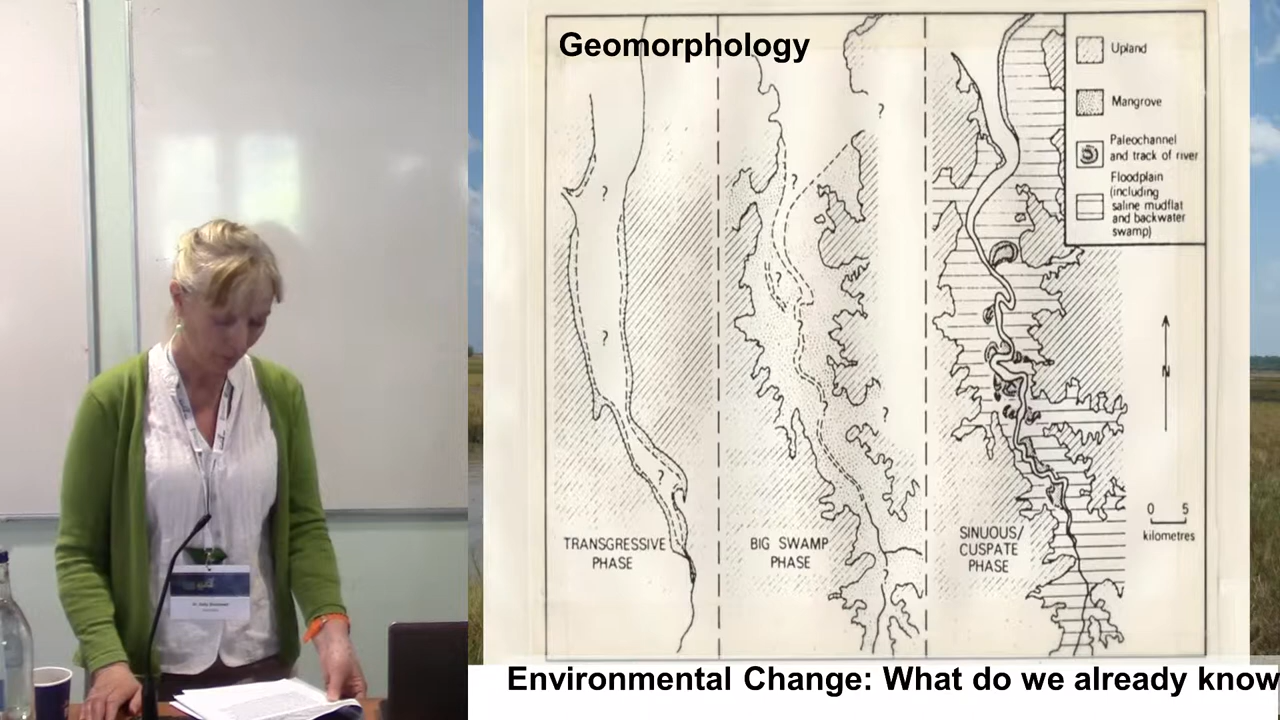 Geomorphology
Upland
Mangrove
Paleochannel
and track of river
Floodplain
(including
saline mudflat
and backwater
swamp)
?
?
?
?
?
?
?
?
?
N
0 5
kilometres
TRANSGRESSIVE
PHASE
BIG SWAMP
PHASE
SINUOUS/
CUSPATE
PHASE
Environmental Change: What do we already know